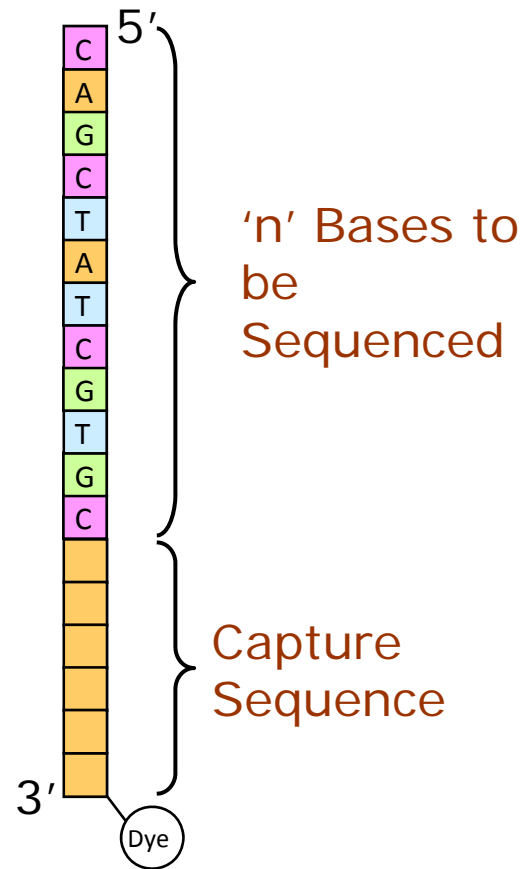 5′
C
A
G
C
T
A
T
C
G
T
G
C
‘n’ Bases to
be
Sequenced
Capture
Sequence
3′
Dye